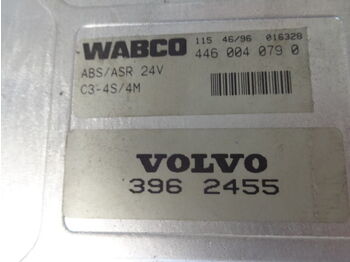 WABCO 115 46/96 016328
446 004 079 0
ABS/ASR 24V
C3-4S/4M
VOLVO
396 2455